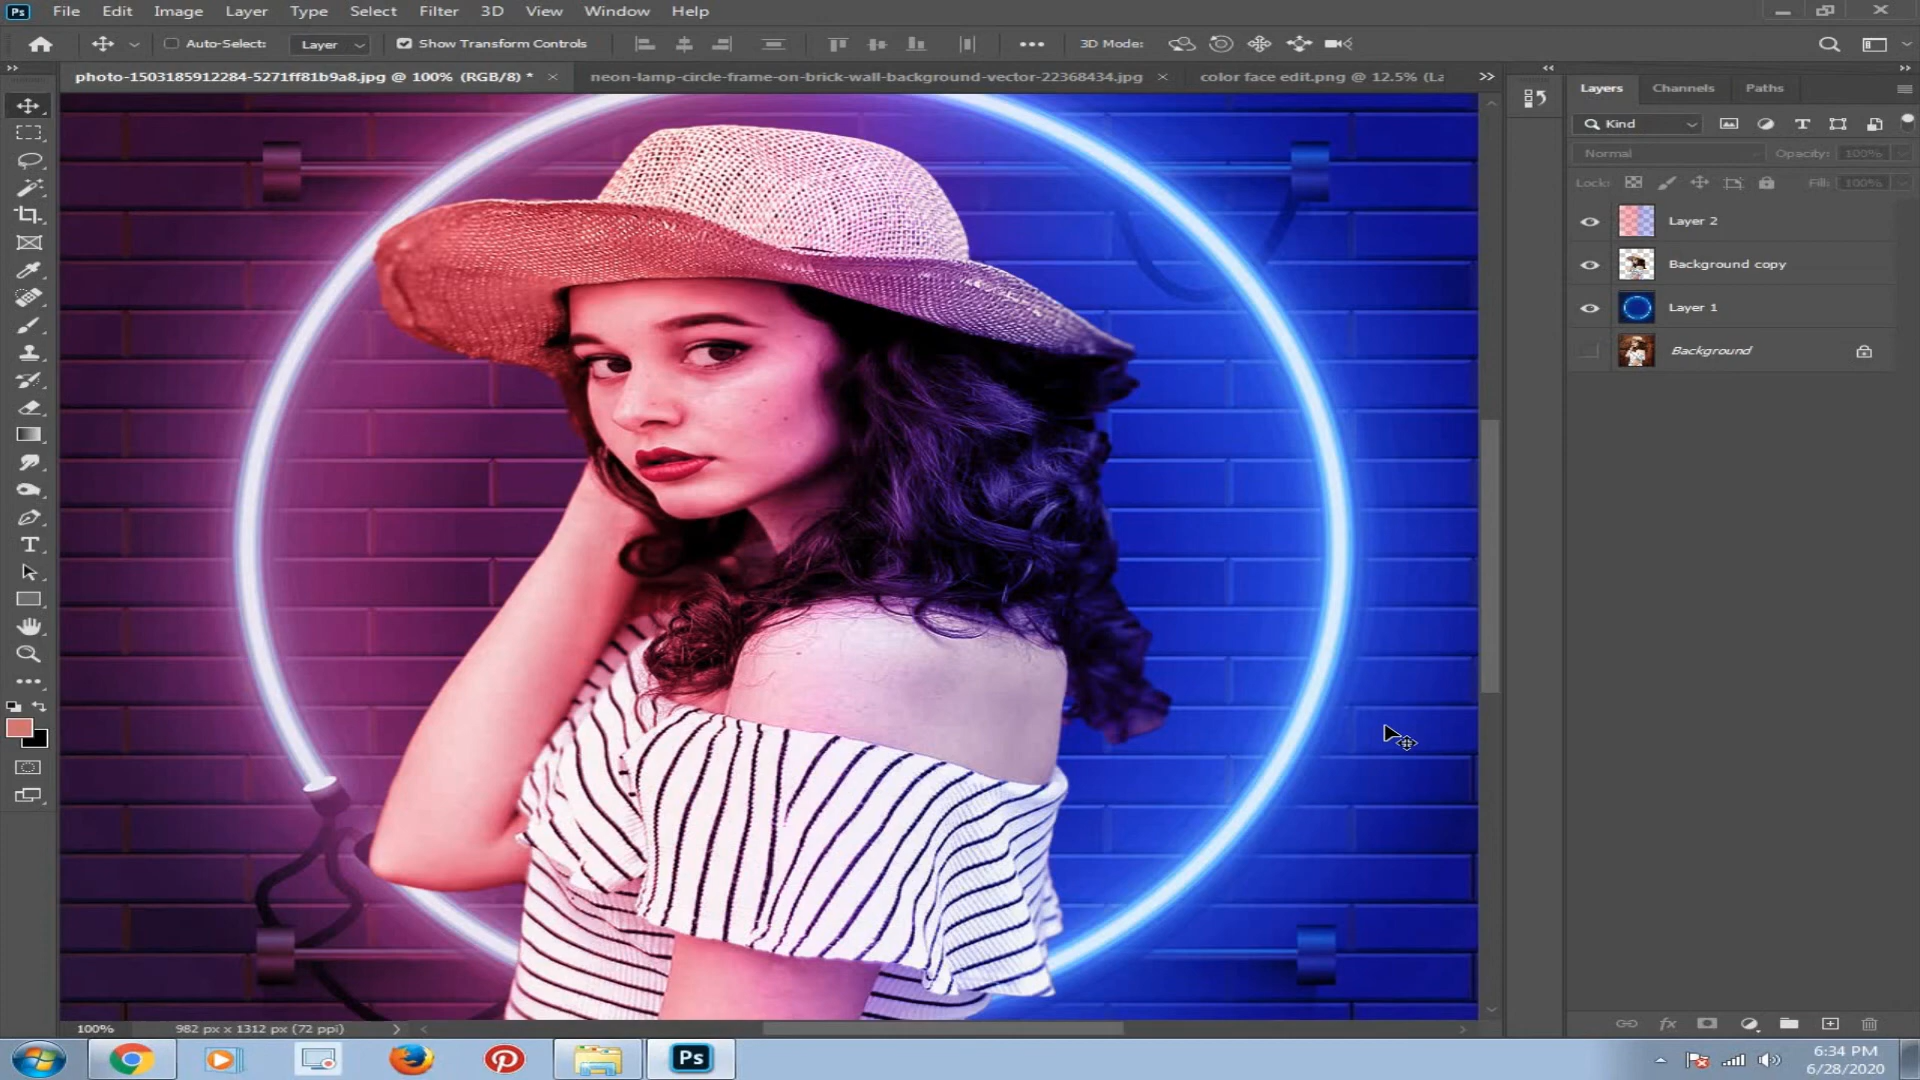 Ps File Edit Image Layer Type Select Filter 3D View Window Help
Auto-Select: Layer Show Transform Controls 3D Mode:
photo-1503185912284-5271ff81b9a8.jpg @ 100% (RGB/8) * neon-lamp-circle-frame-on-brick-wall-background-vector-22368434.jpg color face edit.png @ 12.5% (La
Layers Channels Paths
Kind
Normal Opacity: 100%
Lock: Fill: 100%
Layer 2
Background copy
Layer 1
Background
100% 982 px x 1312 px (72 ppi)
fx
Ps
6:34 PM
6/28/2020